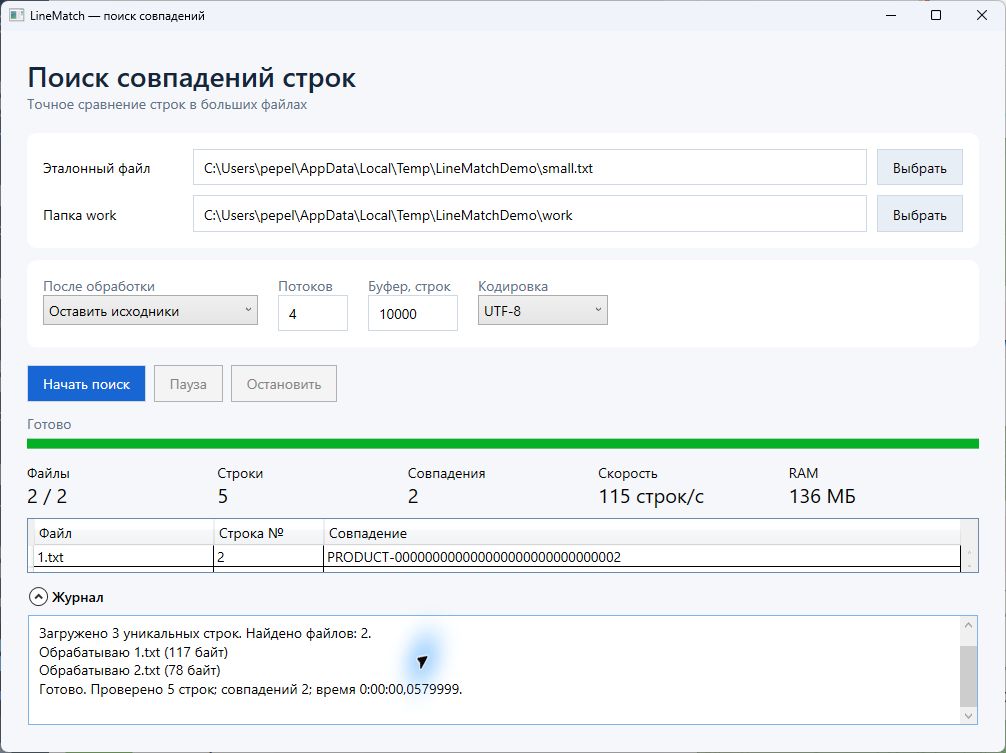 LineMatch — поиск совпадений
Поиск совпадений строк
Точное сравнение строк в больших файлах
Эталонный файл C:\Users\pepel\AppData\Local\Temp\LineMatchDemo\small.txt Выбрать
Папка work C:\Users\pepel\AppData\Local\Temp\LineMatchDemo\work Выбрать
После обработки Потоков Буфер, строк Кодировка
Оставить исходники 4 10000 UTF-8
Начать поиск Пауза Остановить
Готово
Файлы Строки Совпадения Скорость RAM
2 / 2 5 2 115 строк/с 136 МБ
Файл Строка № Совпадение
1.txt 2 PRODUCT-00000000000000000000000000000002
Журнал
Загружено 3 уникальных строк. Найдено файлов: 2.
Обрабатываю 1.txt (117 байт)
Обрабатываю 2.txt (78 байт)
Готово. Проверено 5 строк; совпадений 2; время 0:00:00,0579999.